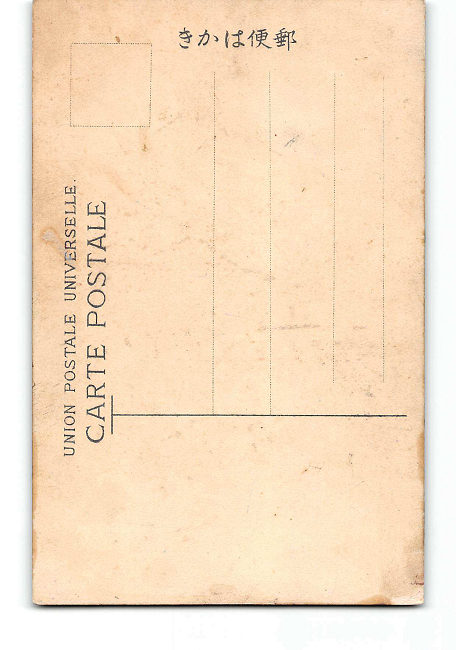 郵便はかき
UNION POSTALE UNIVERSELLE.
CARTE POSTALE